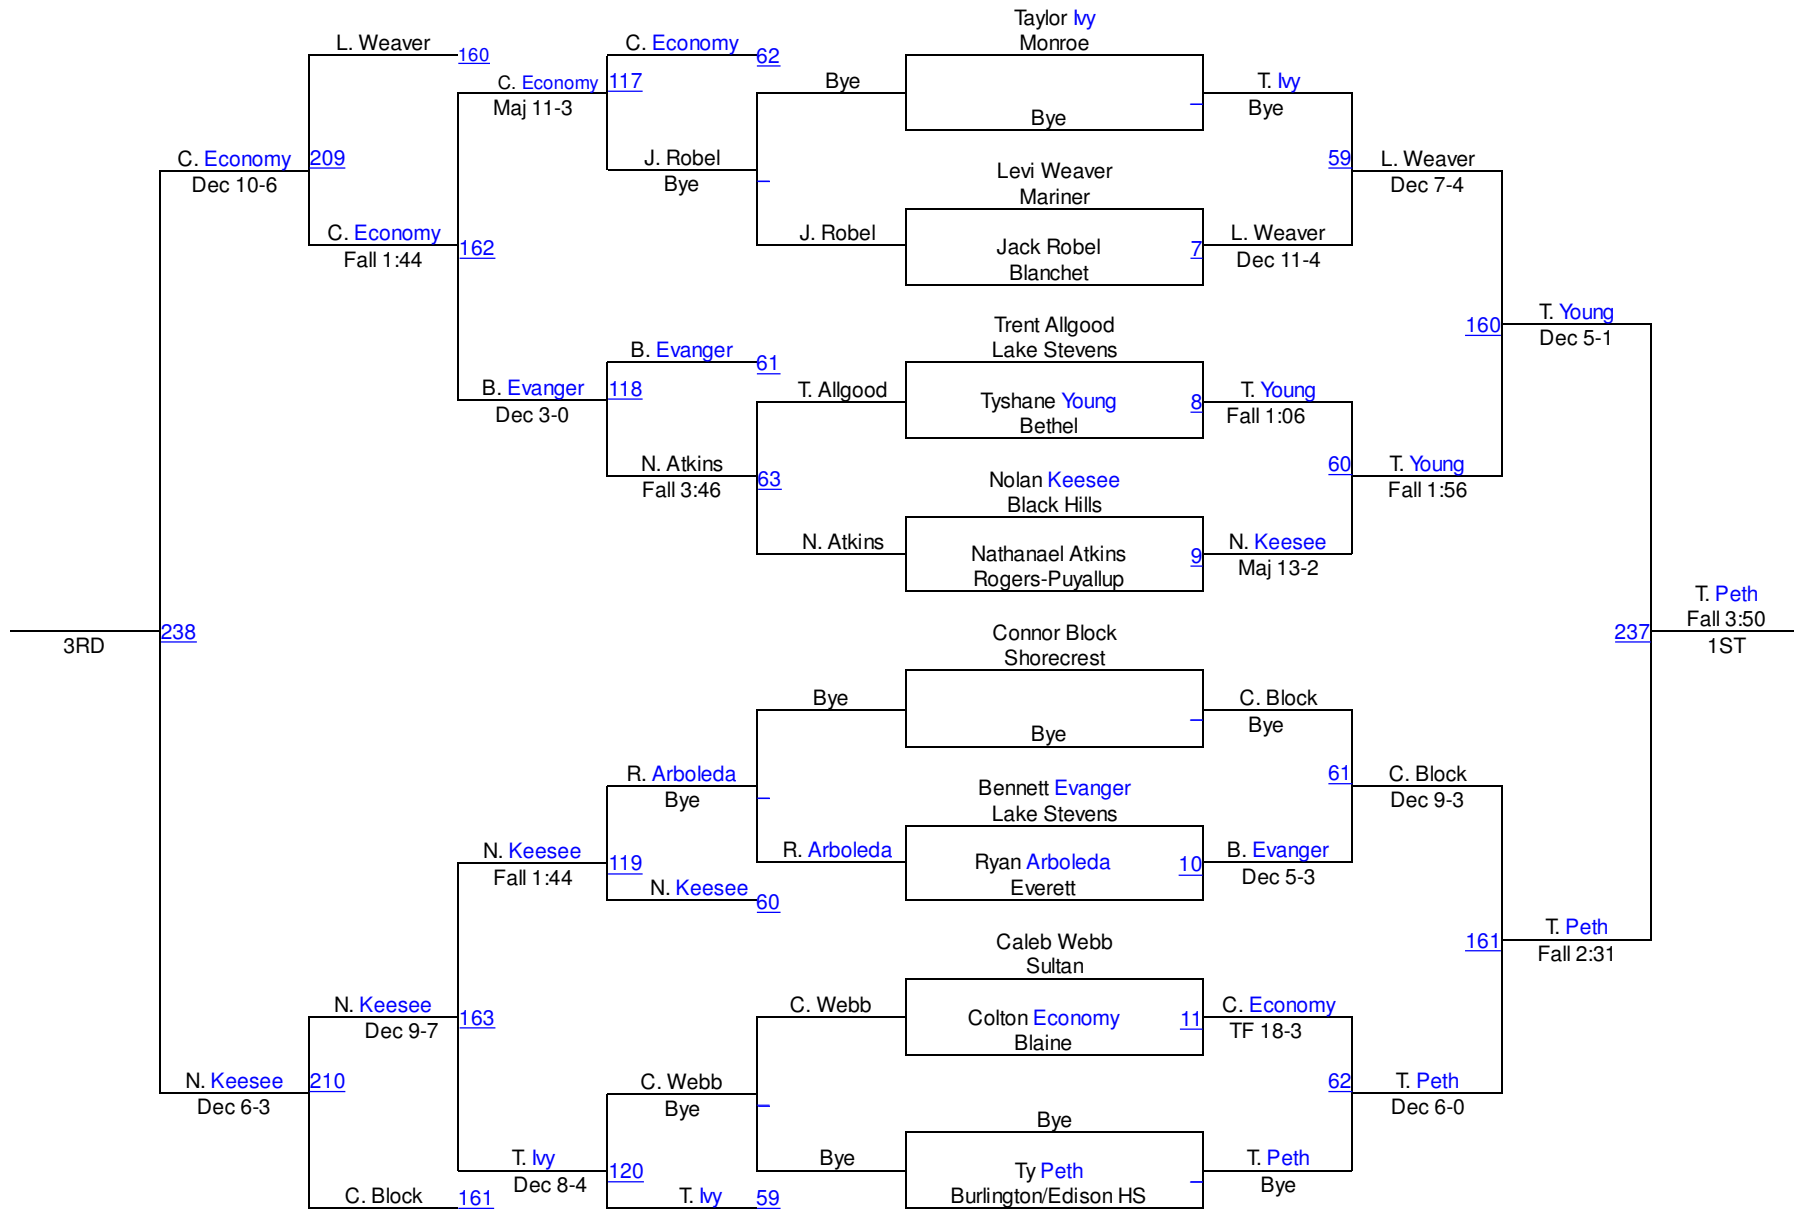 Taylor Ivy
Monroe
L. Weaver
160
C. Economy
62
C. Economy
117
Maj 11-3
Bye
Bye
T. Ivy
Bye
C. Economy
209
Dec 10-6
J. Robel
Bye
Levi Weaver
Mariner
59
L. Weaver
Dec 7-4
C. Economy
162
Fall 1:44
J. Robel
Jack Robel
7
Blanchet
L. Weaver
Dec 11-4
Trent Allgood
Lake Stevens
160
T. Young
Dec 5-1
B. Evanger
61
B. Evanger
118
Dec 3-0
T. Allgood
Tyshane Young
8
Bethel
T. Young
Fall 1:06
N. Atkins
63
Fall 3:46
Nolan Keesee
Black Hills
60
T. Young
Fall 1:56
N. Atkins
Nathanael Atkins
9
Rogers-Puyallup
N. Keesee
Maj 13-2
3RD
238
Connor Block
Shorecrest
237
T. Peth
Fall 3:50
1ST
Bye
Bye
C. Block
Bye
R. Arboleda
Bye
Bennett Evanger
Lake Stevens
61
C. Block
Dec 9-3
N. Keesee
119
Fall 1:44
R. Arboleda
Ryan Arboleda
10
Everett
B. Evanger
Dec 5-3
N. Keesee
60
Caleb Webb
Sultan
161
T. Peth
Fall 2:31
N. Keesee
163
Dec 9-7
C. Webb
Colton Economy
11
Blaine
C. Economy
TF 18-3
N. Keesee
210
Dec 6-3
C. Webb
Bye
62
T. Peth
Dec 6-0
Bye
T. Ivy
120
Dec 8-4
Bye
Ty Peth
Burlington/Edison HS
T. Peth
Bye
C. Block
161
T. Ivy
59